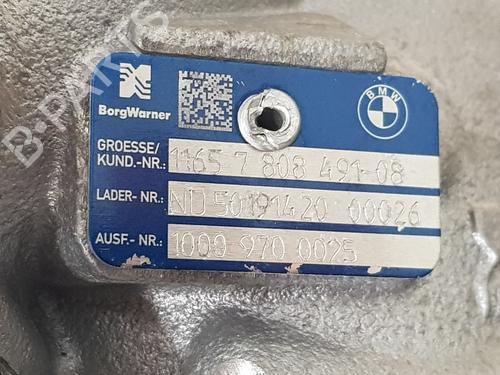 BorgWarner
BMW
GROESSE/
KUND.-NR.: 1165 7 808 491-08
LADER- NR.: ND 50191420 00026
AUSF.- NR.: 1000 970 0025
B-PARTS